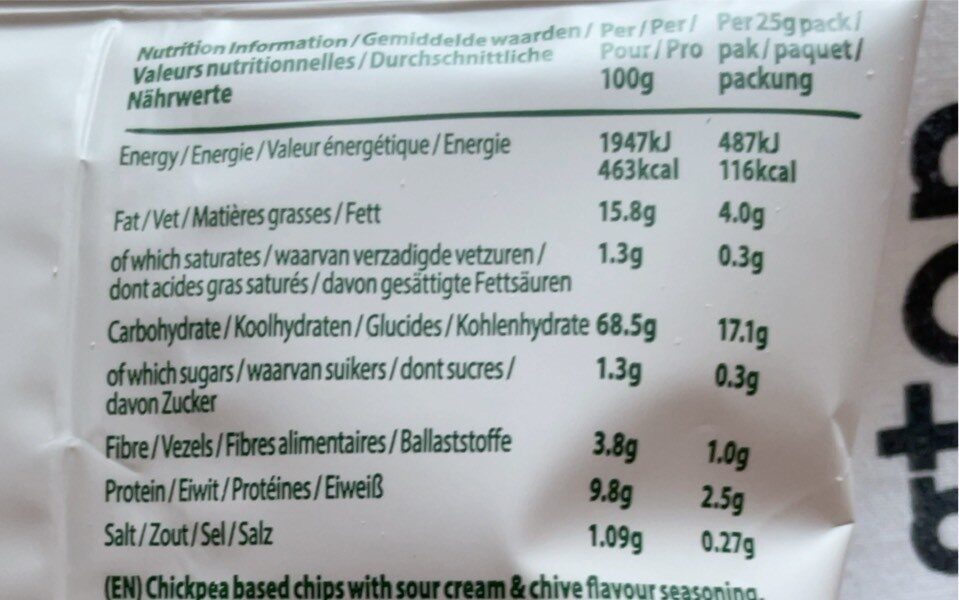 Nutrition Information / Gemiddelde waarden / Per / Per / Per 25g pack /
Valeurs nutritionnelles / Durchschnittliche Pour / Pro pak / paquet /
Nährwerte 100g packung
Energy / Energie / Valeur énergétique / Energie 1947kJ 487kJ
463kcal 116kcal
Fat / Vet / Matières grasses / Fett 15.8g 4.0g
of which saturates / waarvan verzadigde vetzuren / 1.3g 0.3g
dont acides gras saturés / davon gesättigte Fettsäuren
Carbohydrate / Koolhydraten / Glucides / Kohlenhydrate 68.5g 17.1g
of which sugars / waarvan suikers / dont sucres / 1.3g 0.3g
davon Zucker
Fibre / Vezels / Fibres alimentaires / Ballaststoffe 3.8g 1.0g
Protein / Eiwit / Protéines / Eiweiß 9.8g 2.5g
Salt / Zout / Sel / Salz 1.09g 0.27g
(EN) Chickpea based chips with sour cream & chive flavour seasoning.